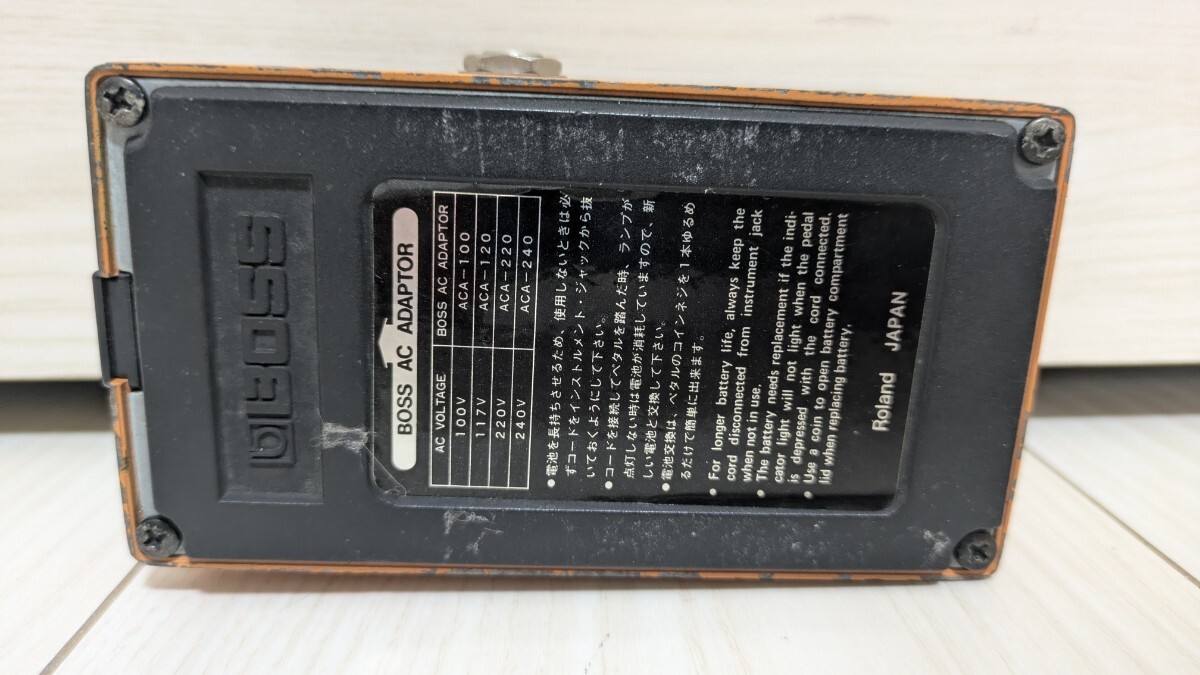 BOSS
BOSS AC ADAPTOR
AC VOLTAGE BOSS AC ADAPTOR
100V ACA-100
117V ACA-120
220V ACA-220
240V ACA-240
●電池を長持ちさせるため、使用しないときは必
ずコードをインストルメント・ジャックから抜
いておくようにして下さい。
●コードを接続してペタルを踏んだ時、ランプが
点灯しない時は電池が消耗していますので、新
しい電池と交換して下さい。
●電池交換は、ペタルのコインネジを1本ゆるめ
るだけで簡単に出来ます。
● For longer battery life, always keep the
cord disconnected from instrument jack
when not in use.
● The battery needs replacement if the indi-
cator light will not light when the pedal
is depressed with the cord connected.
● Use a coin to open battery compartment
lid when replacing battery.
Roland JAPAN